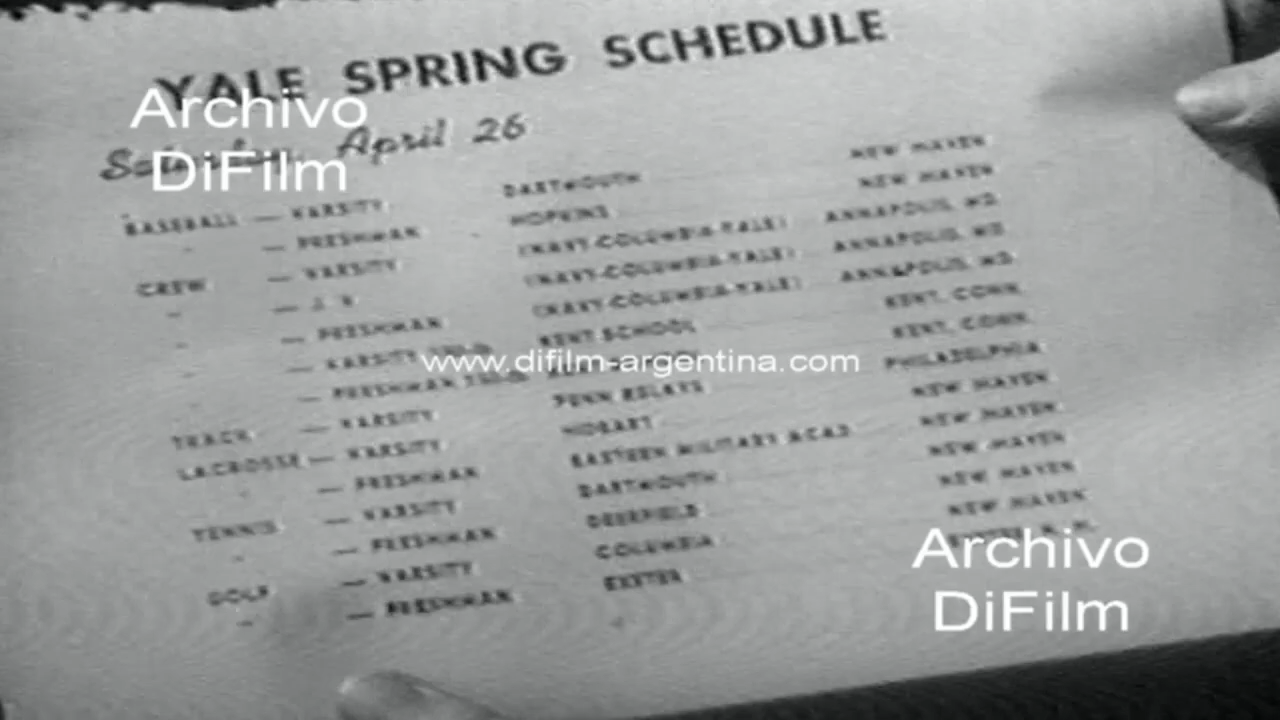 YALE SPRING SCHEDULE
Archivo
DiFilm
Saturday, April 26
BASEBALL — VARSITY DARTMOUTH NEW HAVEN
" — FRESHMAN HOPKINS NEW HAVEN
CREW — VARSITY (NAVY-COLUMBIA-YALE) ANNAPOLIS, MD
" — J V (NAVY-COLUMBIA-YALE) ANNAPOLIS, MD
" — FRESHMAN (NAVY-COLUMBIA-YALE) ANNAPOLIS, MD
" — VARSITY KENT SCHOOL KENT, CONN.
" — FRESHMAN KENT, CONN.
www.difilm-argentina.com
TRACK — VARSITY PENN RELAYS PHILADELPHIA
LACROSSE — VARSITY HOBART NEW HAVEN
" — FRESHMAN EASTERN MILITARY ACAD. NEW HAVEN
TENNIS — VARSITY DARTMOUTH NEW HAVEN
" — FRESHMAN DEERFIELD NEW HAVEN
GOLF — VARSITY COLUMBIA NEW HAVEN
" — FRESHMAN EXETER N.H.
Archivo
DiFilm